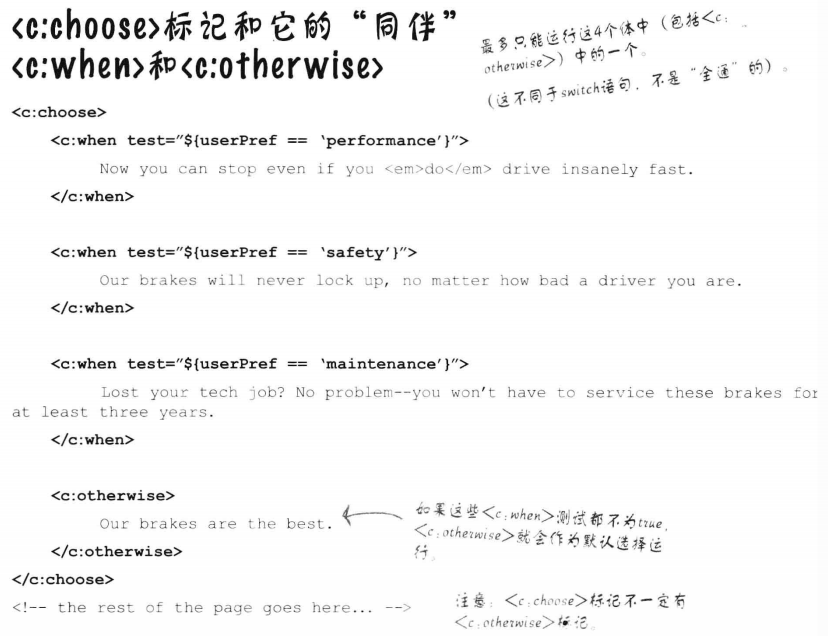 <c:choose>标记和它的“同伴”
<c:when>和<c:otherwise>
最多只能运行这4个体中（包括<c:
otherwise>）中的一个。
（这不同于switch语句，不是“全通”的）。
<c:choose>
<c:when test="${userPref == ‘performance’}">
Now you can stop even if you <em>do</em> drive insanely fast.
</c:when>
<c:when test="${userPref == ‘safety’}">
Our brakes will never lock up, no matter how bad a driver you are.
</c:when>
<c:when test="${userPref == ‘maintenance’}">
Lost your tech job? No problem--you won't have to service these brakes for
at least three years.
</c:when>
<c:otherwise>
Our brakes are the best.
</c:otherwise>
如果这些<c:when>测试都不为true,
<c:otherwise>就会作为默认选择运
行。
</c:choose>
<!-- the rest of the page goes here... -->
注意：<c:choose>标记不一定有
<c:otherwise>标记。